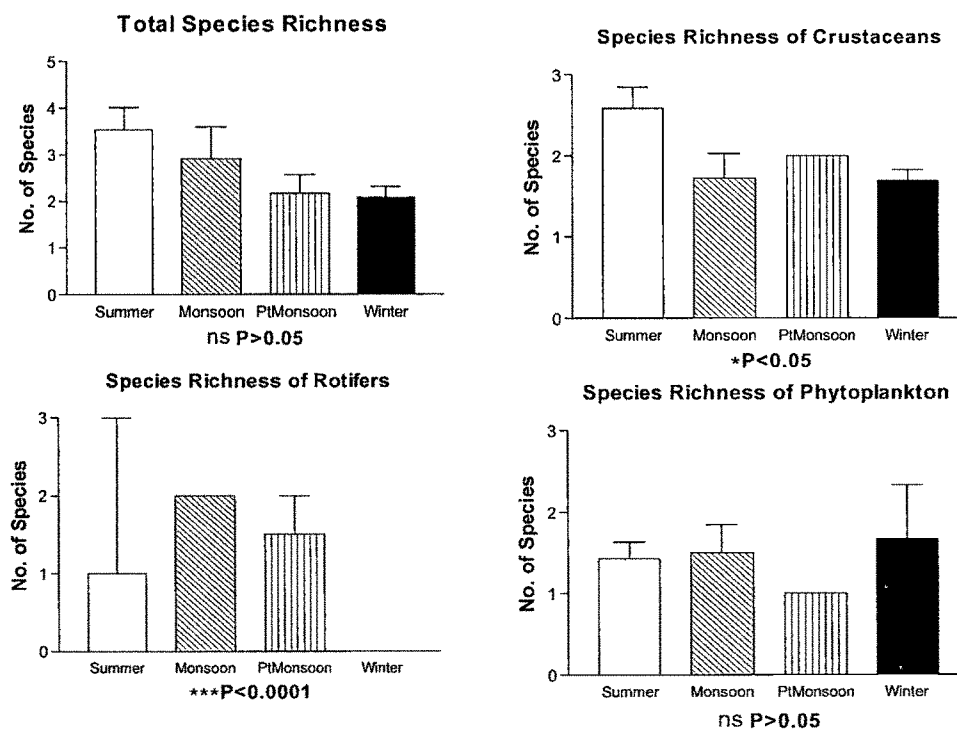 Total Species Richness
No. of Species
5
4
3
2
1
0
Summer Monsoon PtMonsoon Winter
ns P>0.05
Species Richness of Crustaceans
No. of Species
3
2
1
0
Summer Monsoon PtMonsoon Winter
*P<0.05
Species Richness of Rotifers
No. of Species
3
2
1
0
Summer Monsoon PtMonsoon Winter
***P<0.0001
Species Richness of Phytoplankton
No. of Species
3
2
1
0
Summer Monsoon PtMonsoon Winter
ns P>0.05